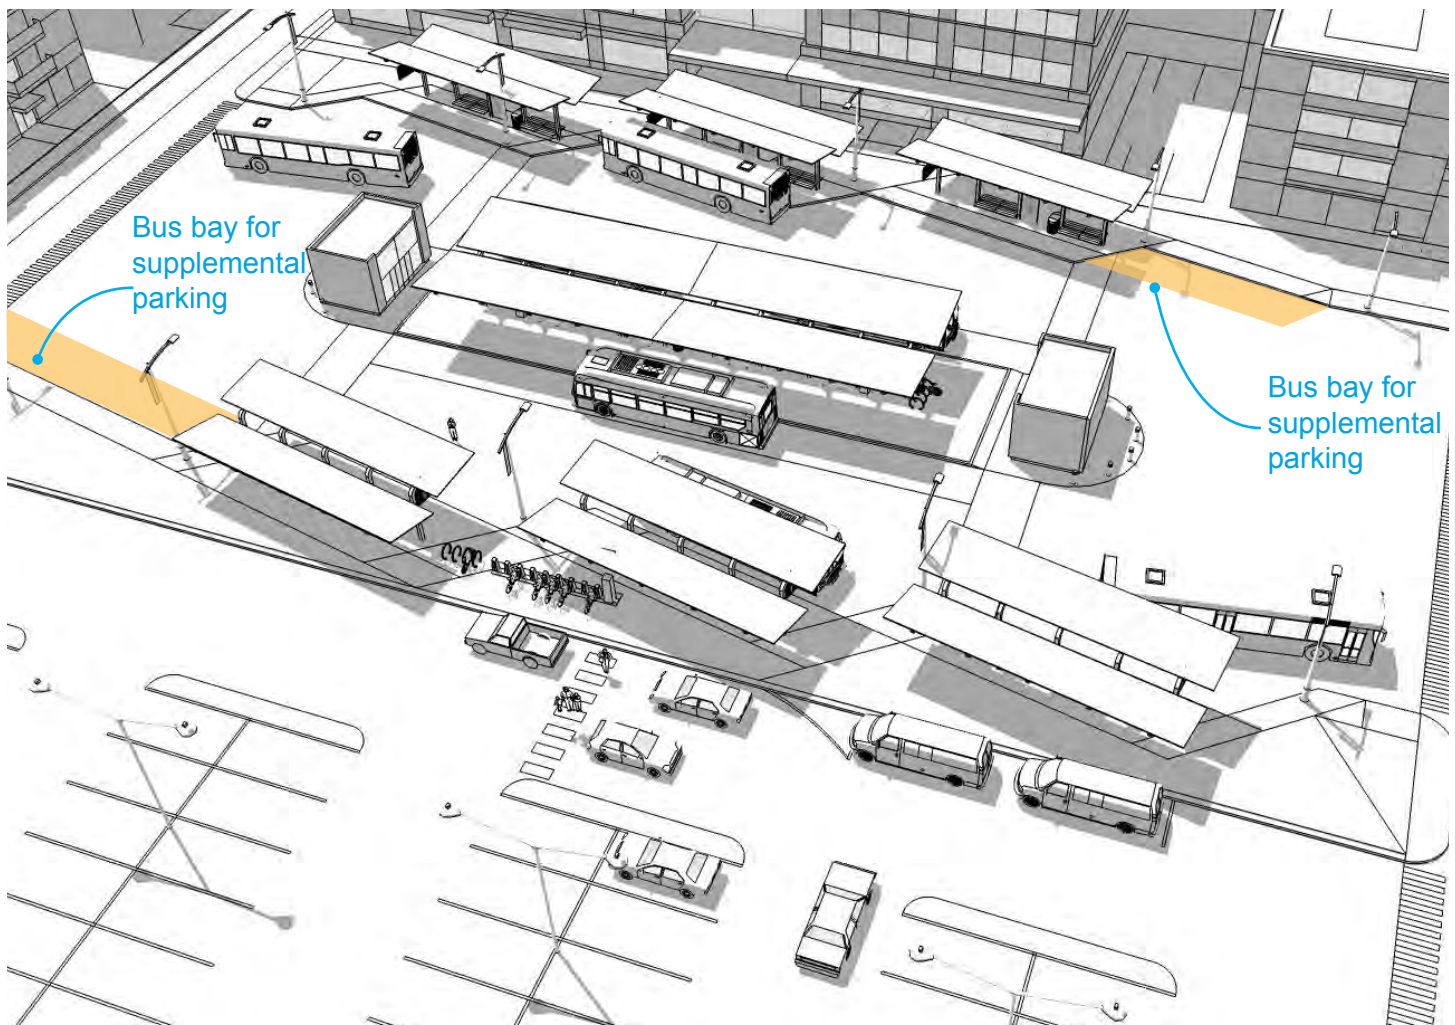 Bus bay for
supplemental
parking
Bus bay for
supplemental
parking